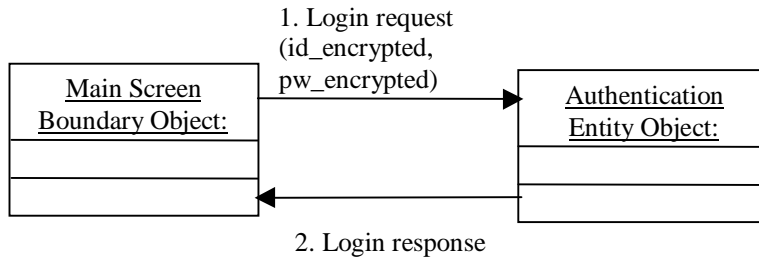 1. Login request
(id_encrypted,
pw_encrypted)
Main Screen
Boundary Object:
Authentication
Entity Object:
2. Login response